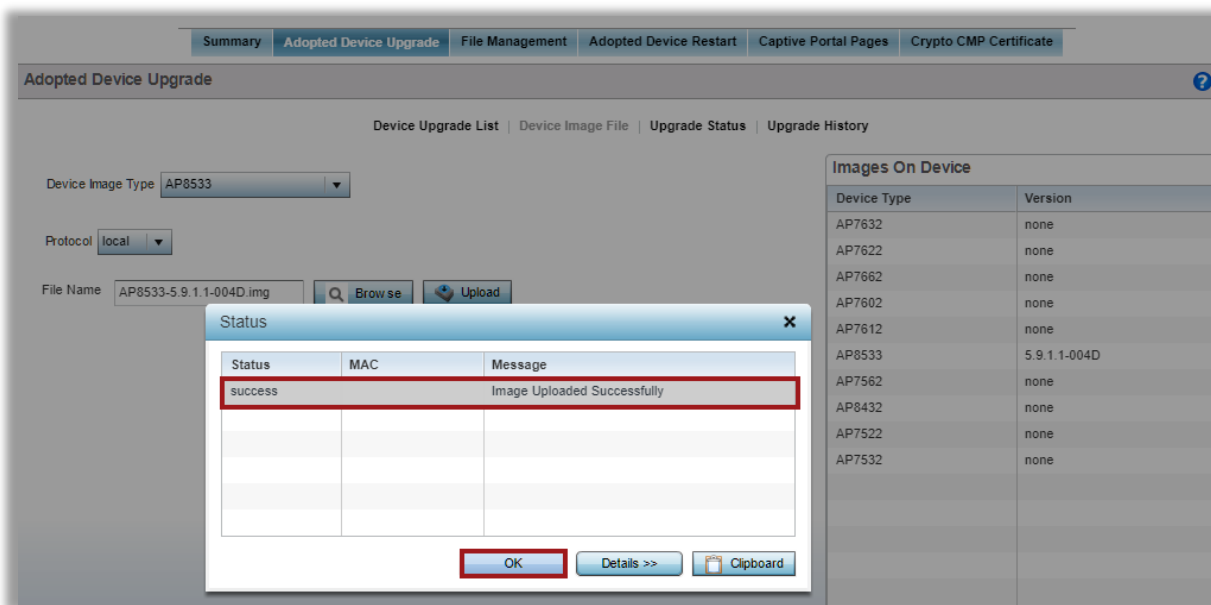 Summary Adopted Device Upgrade File Management Adopted Device Restart Captive Portal Pages Crypto CMP Certificate
Adopted Device Upgrade ?
Device Upgrade List | Device Image File | Upgrade Status | Upgrade History
Device Image Type AP8533
Protocol local
File Name AP8533-5.9.1.1-004D.img Browse Upload
Status
Status MAC Message
success Image Uploaded Successfully
OK Details >> Clipboard
Images On Device
Device Type Version
AP7632 none
AP7622 none
AP7662 none
AP7602 none
AP7612 none
AP8533 5.9.1.1-004D
AP7562 none
AP8432 none
AP7522 none
AP7532 none